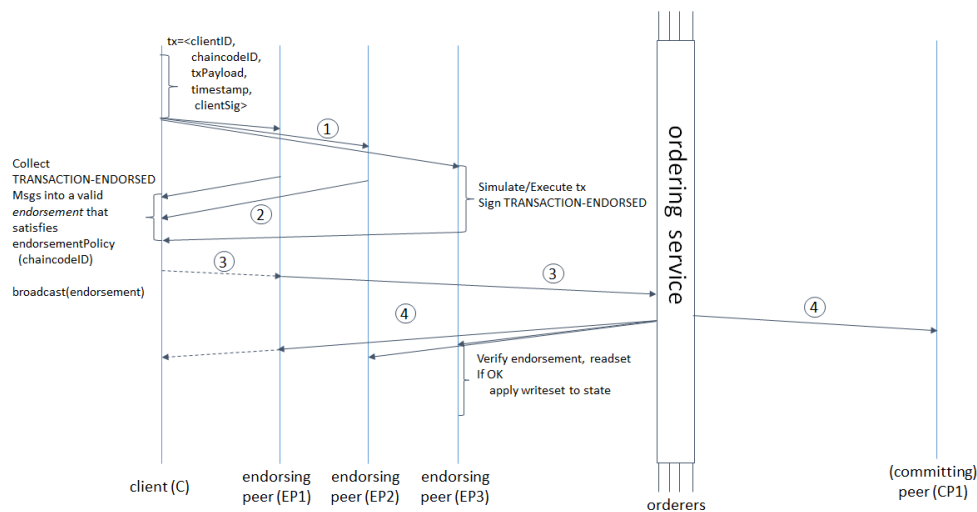 tx=<clientID,
chaincodeID,
txPayload,
timestamp,
clientSig>
1
Collect
TRANSACTION-ENDORSED
Msgs into a valid
endorsement that
satisfies
endorsementPolicy
(chaincodeID)
Simulate/Execute tx
Sign TRANSACTION-ENDORSED
2
3
3
broadcast(endorsement)
4
4
ordering service
Verify endorsement, readset
If OK
apply writeset to state
client (C)
endorsing
peer (EP1)
endorsing
peer (EP2)
endorsing
peer (EP3)
orderers
(committing)
peer (CP1)